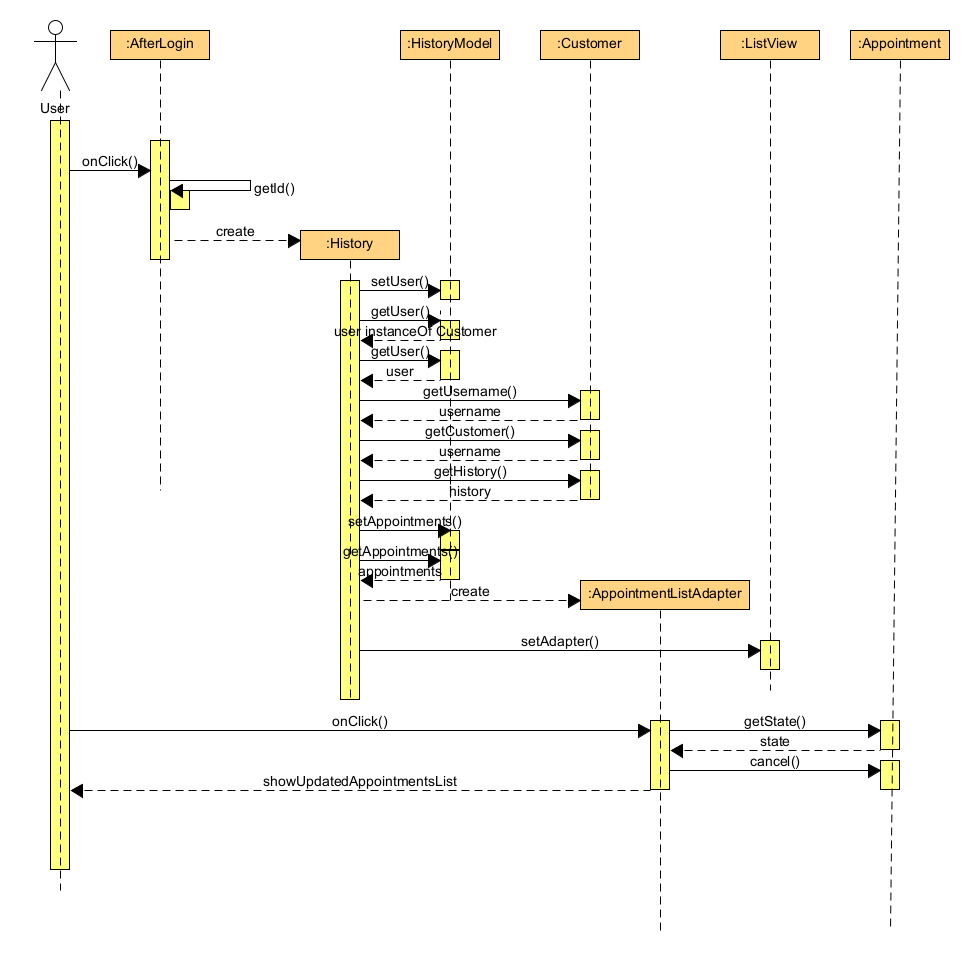 :AfterLogin
:HistoryModel
:Customer
:ListView
:Appointment
User
onClick()
getId()
create
:History
setUser()
getUser()
user instanceOf Customer
getUser()
user
getUsername()
username
getCustomer()
username
getHistory()
history
setAppointments()
getAppointments()
appointments
create
:AppointmentListAdapter
setAdapter()
onClick()
getState()
state
cancel()
showUpdatedAppointmentsList